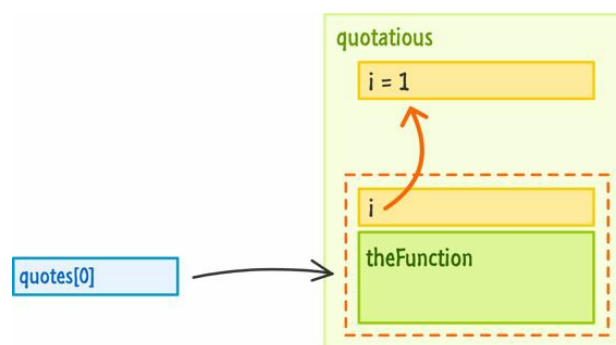 quotatious
i = 1
i
theFunction
quotes[0]